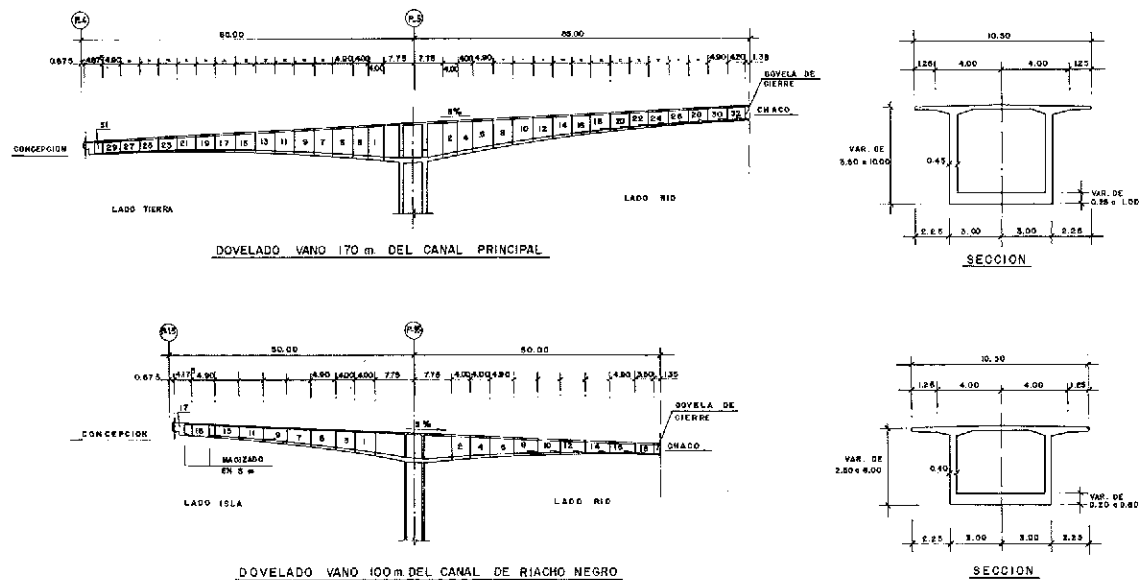 P.4
P.5
85.00
85.00
0.675
4.90
4.90
4.00
7.75
7.75
4.00
4.90
4.90
4.20
1.35
4.00
4.00
DOVELA DE
CIERRE
CHACO
CONCEPCION
29 27 25 23 21 19 17 15 13 11 9 7 5 3 1
2 4 6 8 10 12 14 16 18 20 22 24 26 28 30 32
LADO TIERRA
LADO RIO
DOVELADO VANO 170 m. DEL CANAL PRINCIPAL
10.50
1.25
4.00
4.00
1.25
VAR. DE
3.50 a 10.00
0.45
VAR. DE
0.25 a 1.00
2.25
3.00
3.00
2.25
SECCION
50.00
50.00
0.675
4.17⁵
4.90
4.90
4.00
4.00
7.75
7.75
4.00
4.00
4.90
4.90
3.50
1.35
DOVELA DE
CIERRE
CHACO
CONCEPCION
17
15 13 11 9 7 5 3 1
2 4 6 8 10 12 14 16 18
MACIZADO
EN 5 m
LADO ISLA
LADO RIO
DOVELADO VANO 100 m. DEL CANAL DE RIACHO NEGRO
10.50
1.25
4.00
4.00
1.25
VAR. DE
2.50 a 6.00
0.40
VAR. DE
0.20 a 0.60
2.25
3.00
3.00
2.25
SECCION